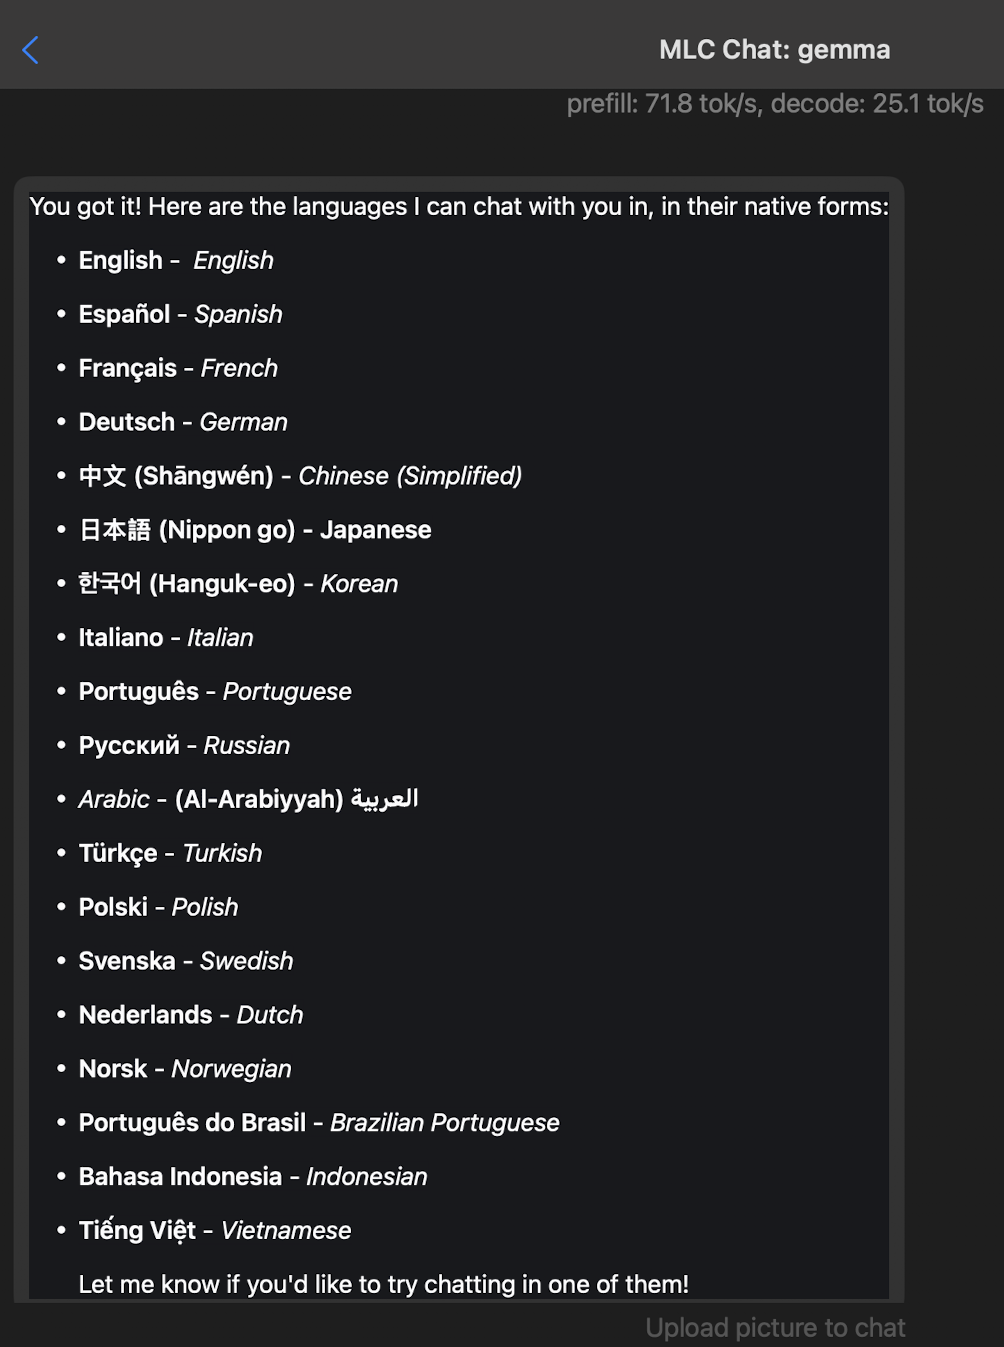 MLC Chat: gemma
prefill: 71.8 tok/s, decode: 25.1 tok/s
You got it! Here are the languages I can chat with you in, in their native forms:
• English - English
• Español - Spanish
• Français - French
• Deutsch - German
• 中文 (Shāngwén) - Chinese (Simplified)
• 日本語 (Nippon go) - Japanese
• 한국어 (Hanguk-eo) - Korean
• Italiano - Italian
• Português - Portuguese
• Русский - Russian
• Arabic - (Al-Arabiyyah) العربية
• Türkçe - Turkish
• Polski - Polish
• Svenska - Swedish
• Nederlands - Dutch
• Norsk - Norwegian
• Português do Brasil - Brazilian Portuguese
• Bahasa Indonesia - Indonesian
• Tiếng Việt - Vietnamese
Let me know if you'd like to try chatting in one of them!
Upload picture to chat